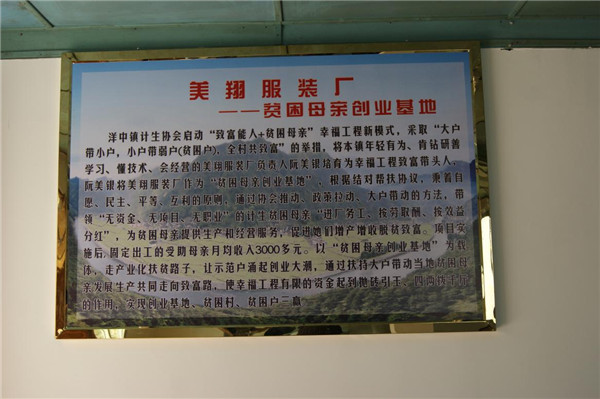 美翔服装厂
——贫困母亲创业基地
洋中镇计生协会启动“致富能人+贫困母亲”幸福工程新模式，采取“大户
带小户，小户带弱户(贫困户)，全村共致富”的举措，将本镇年轻有为、肯钻研善
学习、懂技术、会经营的美翔服装厂负责人阮美银培育为幸福工程致富带头人，
阮美银将美翔服装厂作为“贫困母亲创业基地”，根据结对帮扶协议，秉着自
愿、民主、平等、互利的原则，通过协会推动、政策拉动、大户带动的方法，带
领“无资金、无项目、无职业”的计生贫困母亲“进厂务工，按劳取酬、按效益
分红”，为贫困母亲提供生产和经营服务，促进她们增产增收脱贫致富。项目实
施后,固定出工的受助母亲月均收入3000多元。以“贫困母亲创业基地”为载
体，走产业化扶贫路子，让示范户涌起创业大潮，通过扶持大户带动当地贫困母
亲发展生产共同走向致富路，使幸福工程有限的资金起到抛砖引玉、四两拨千斤
的作用，实现创业基地、贫困村、贫困户三赢